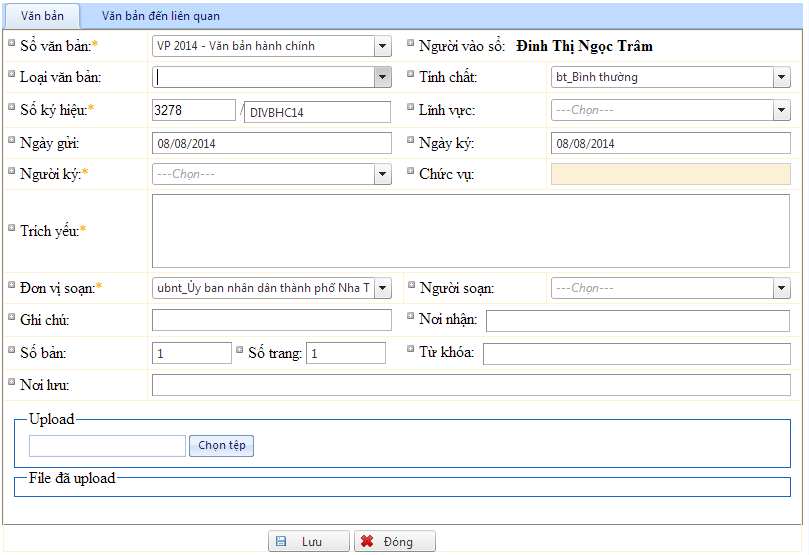 Văn bản Văn bản đến liên quan
Sổ văn bản:* VP 2014 - Văn bản hành chính Người vào sổ: Đinh Thị Ngọc Trâm
Loại văn bản: Tính chất: bt_Bình thường
Số ký hiệu:* 3278 / DIVBHC14 Lĩnh vực: ---Chọn---
Ngày gửi: 08/08/2014 Ngày ký: 08/08/2014
Người ký:* ---Chọn--- Chức vụ:
Trích yếu:*
Đơn vị soạn:* ubnt_Ủy ban nhân dân thành phố Nha T Người soạn: ---Chọn---
Ghi chú: Nơi nhận:
Số bản: 1 Số trang: 1 Từ khóa:
Nơi lưu:
Upload
Chọn tệp
File đã upload
Lưu Đóng